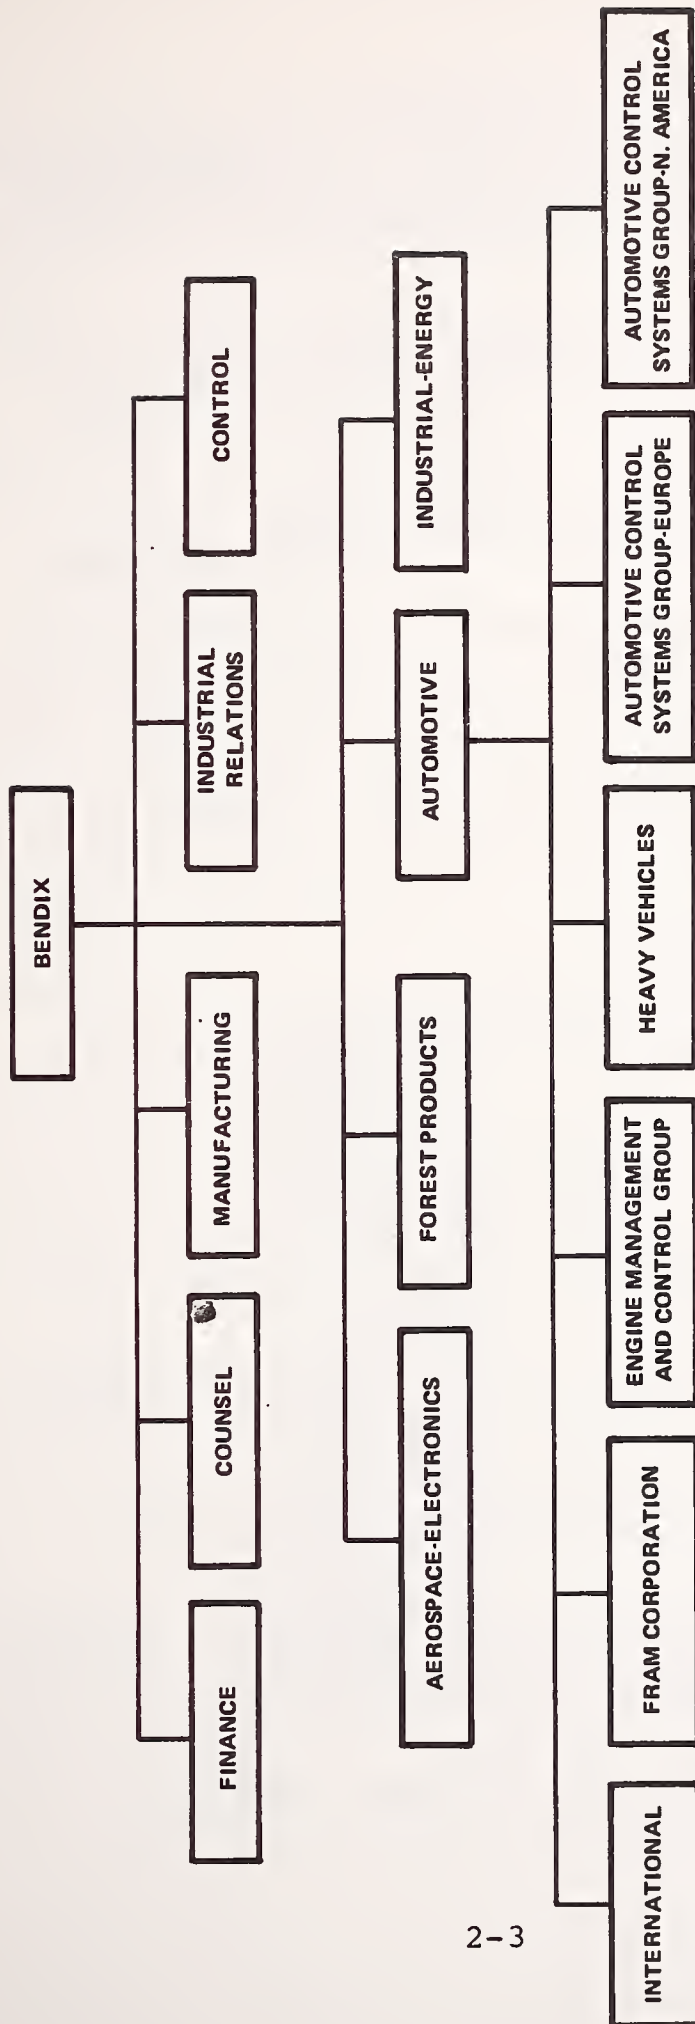 BENDIX
FINANCE
COUNSEL
MANUFACTURING
INDUSTRIAL
RELATIONS
CONTROL
AEROSPACE-ELECTRONICS
FOREST PRODUCTS
AUTOMOTIVE
INDUSTRIAL-ENERGY
INTERNATIONAL
FRAM CORPORATION
ENGINE MANAGEMENT
AND CONTROL GROUP
HEAVY VEHICLES
AUTOMOTIVE CONTROL
SYSTEMS GROUP-EUROPE
AUTOMOTIVE CONTROL
SYSTEMS GROUP-N. AMERICA
2-3